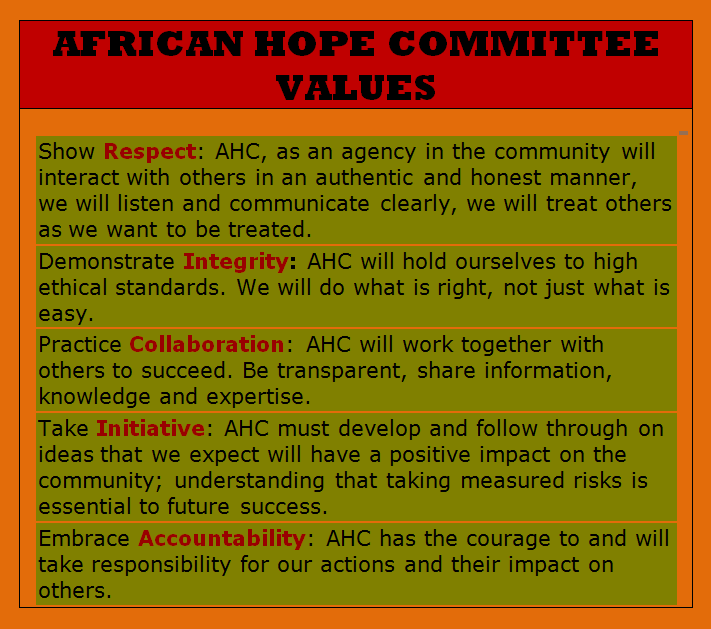 AFRICAN HOPE COMMITTEE
VALUES
Show Respect: AHC, as an agency in the community will
interact with others in an authentic and honest manner,
we will listen and communicate clearly, we will treat others
as we want to be treated.
Demonstrate Integrity: AHC will hold ourselves to high
ethical standards. We will do what is right, not just what is
easy.
Practice Collaboration: AHC will work together with
others to succeed. Be transparent, share information,
knowledge and expertise.
Take Initiative: AHC must develop and follow through on
ideas that we expect will have a positive impact on the
community; understanding that taking measured risks is
essential to future success.
Embrace Accountability: AHC has the courage to and will
take responsibility for our actions and their impact on
others.